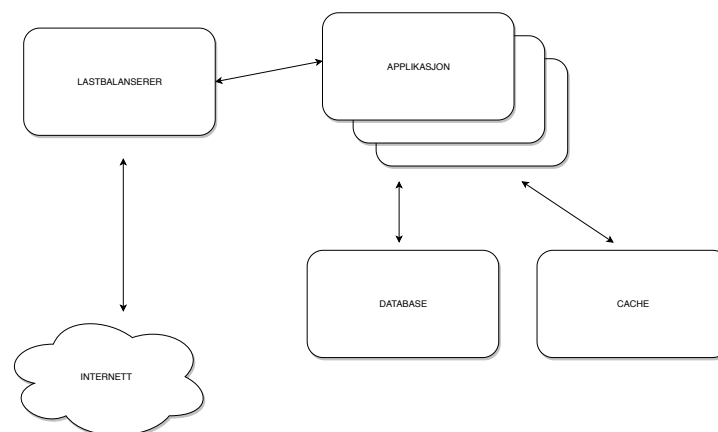 LASTBALANSERER
APPLIKASJON
DATABASE
CACHE
INTERNETT